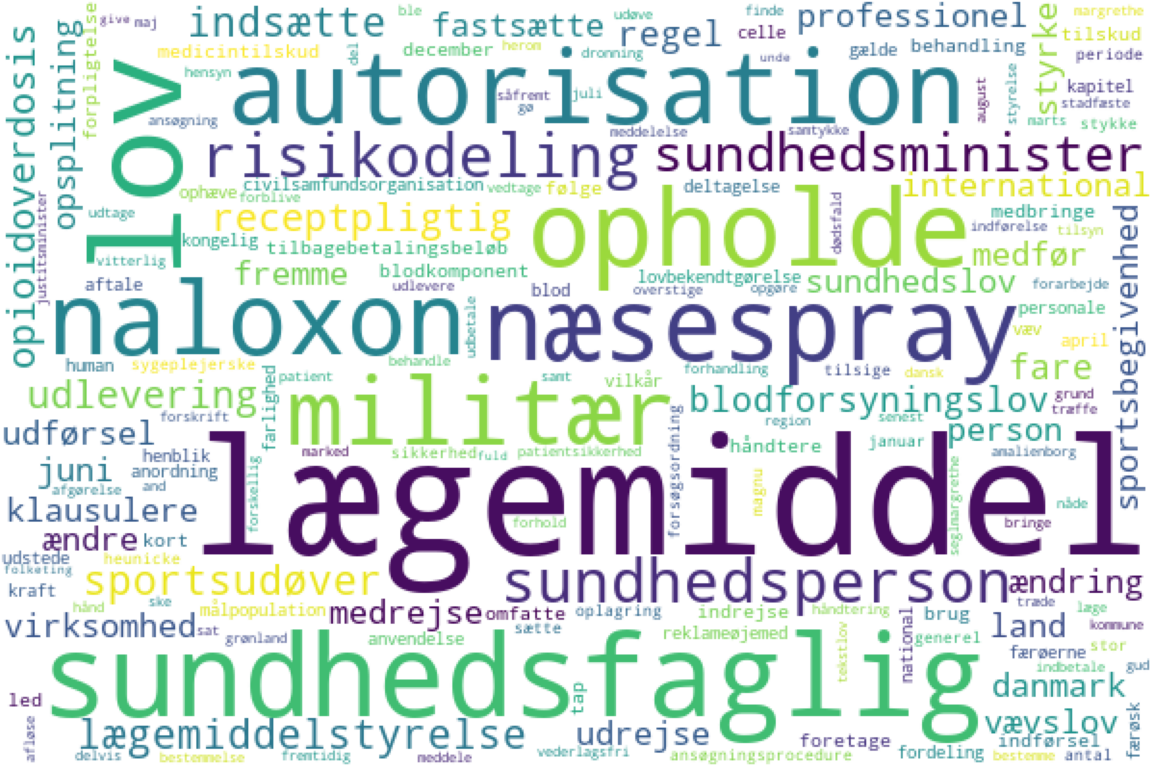 give maj
ble
udøve
finde
margrethe
indsætte
fastsætte
regel
celle
professionel
styrke
tilskud
forpligtelse
medicintilskud
del
december
herom
dronning
unde
gælde
behandling
periode
opioidoverdosis
opsplitning
lov
hensyn
autorisation
såfremt
juli
gø
august
styrelse
kapitel
stadfæste
ansøgning
meddelelse
samtykke
marts
stykke
risikodeling
sundhedsminister
justitsminister
ophæve
civilsamfundsorganisation
forblive
vedtage
følge
deltagelse
international
udtage
receptpligtig
opholde
dødsfald
medbringe
indførelse
tilsyn
vitterlig
kongelig
tilbagebetalingsbeløb
medfør
sportsbegivenhed
fremme
blodkomponent
lovbekendtgørelse
sundhedslov
forarbejde
aftale
udlevere
blod
overstige
opgøre
naloxon
næsespray
udbetale
personale
væv
april
human
sygeplejerske
behandle
forhandling
tilsige
dansk
fare
udlevering
farlighed
patient
samt
vilkår
militær
blodforsyningslov
grund
træffe
forskrift
region
senest
udførsel
henblik
marked
sikkerhed
fuld
patientsikkerhed
forsøgsordning
håndtere
januar
person
juni
anordning
afgørelse
and
forskellig
lægemiddel
magnu
seglmargrethe
amalienborg
nåde
klausulere
forhold
bringe
ændre
kort
udstede
folketing
heunicke
kraft
sportsudøver
sundhedsperson
ændring
hånd
ske
målpopulation
medrejse
omfatte
oplagring
indrejse
håndtering
national
brug
træde
læge
kommune
virksomhed
sat
grønland
anvendelse
sætte
reklameøjemed
tekstlov
generel
land
færøerne
stor
sundhedsfaglig
indbetale
gud
led
tap
danmark
færøsk
afløse
lægemiddelstyrelse
udrejse
foretage
vævslov
indførsel
delvis
bestemmelse
fremtidig
meddele
vederlagsfri
ansøgningsprocedure
fordeling
bestemme
antal